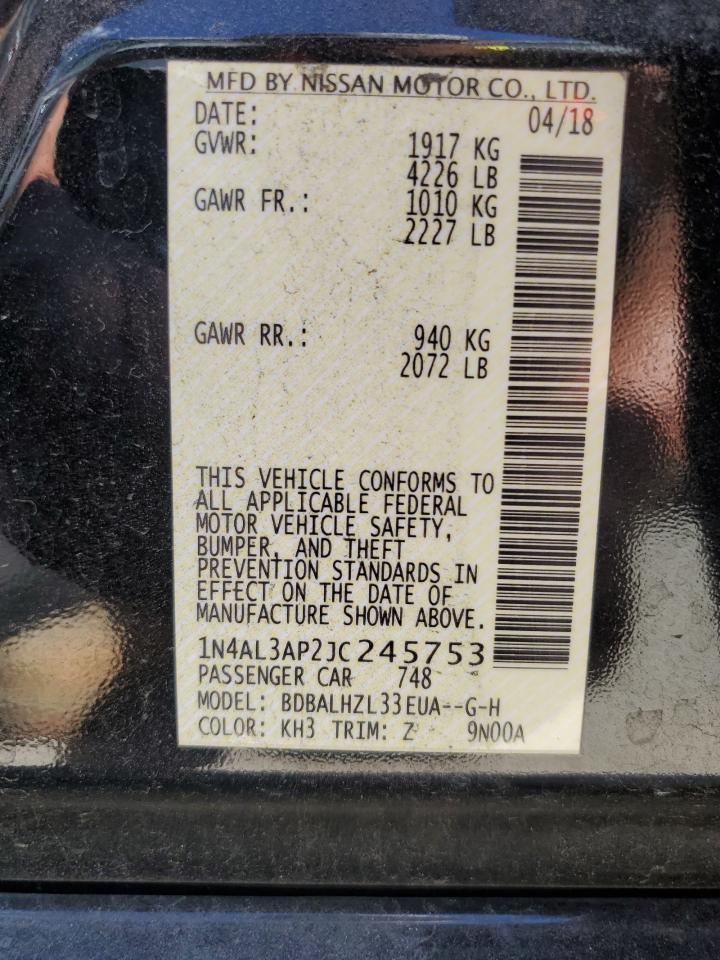 MFD BY NISSAN MOTOR CO., LTD.
DATE: 04/18
GVWR: 1917 KG
4226 LB
GAWR FR.: 1010 KG
2227 LB
GAWR RR.: 940 KG
2072 LB
THIS VEHICLE CONFORMS TO
ALL APPLICABLE FEDERAL
MOTOR VEHICLE SAFETY,
BUMPER, AND THEFT
PREVENTION STANDARDS IN
EFFECT ON THE DATE OF
MANUFACTURE SHOWN ABOVE.
1N4AL3AP2JC245753
PASSENGER CAR 748
MODEL: BDBALHZL33EUA--G-H
COLOR: KH3 TRIM: Z 9N00A